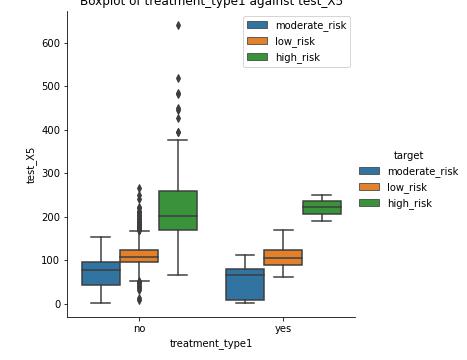 Boxplot of treatment_type1 against test_X5
moderate_risk
low_risk
high_risk
600
500
400
300
200
100
0
test_X5
no
yes
treatment_type1
target
moderate_risk
low_risk
high_risk